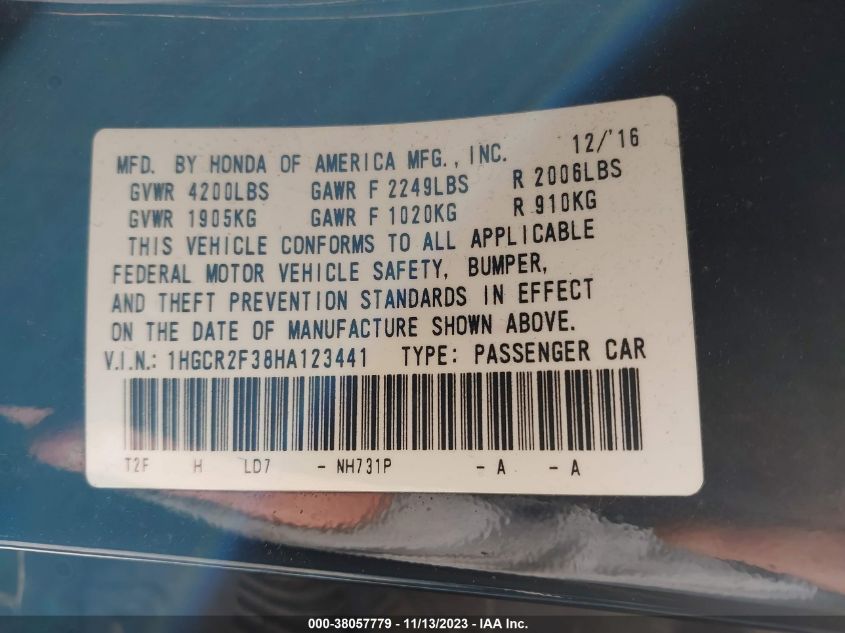 MFD. BY HONDA OF AMERICA MFG., INC. 12/'16
GVWR 4200LBS GAWR F 2249LBS R 2006LBS
GVWR 1905KG GAWR F 1020KG R 910KG
THIS VEHICLE CONFORMS TO ALL APPLICABLE
FEDERAL MOTOR VEHICLE SAFETY, BUMPER,
AND THEFT PREVENTION STANDARDS IN EFFECT
ON THE DATE OF MANUFACTURE SHOWN ABOVE.
V.I.N.: 1HGCR2F38HA123441 TYPE: PASSENGER CAR
T2F H LD7 - NH731P - A - A
000-38057779 - 11/13/2023 - IAA Inc.